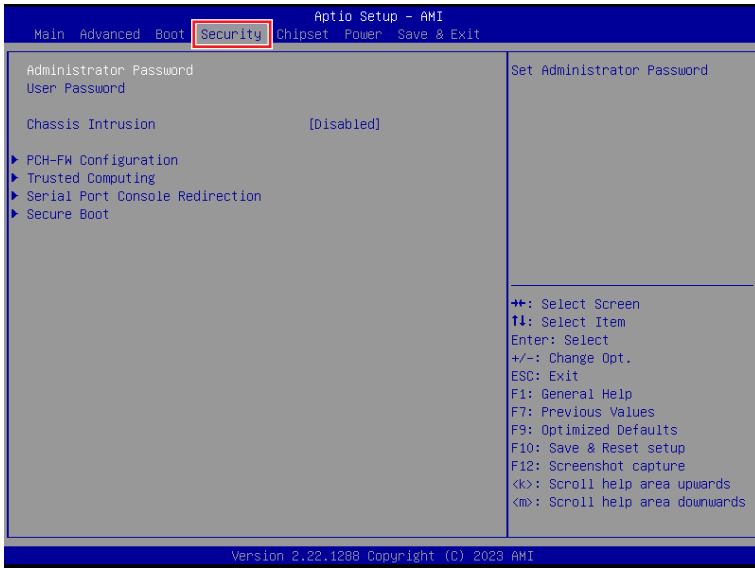 Aptio Setup – AMI
Main Advanced Boot Security Chipset Power Save & Exit
Administrator Password
User Password
Chassis Intrusion [Disabled]
► PCH-FW Configuration
► Trusted Computing
► Serial Port Console Redirection
► Secure Boot
Set Administrator Password
→←: Select Screen
↑↓: Select Item
Enter: Select
+/-: Change Opt.
ESC: Exit
F1: General Help
F7: Previous Values
F9: Optimized Defaults
F10: Save & Reset setup
F12: Screenshot capture
<k>: Scroll help area upwards
<m>: Scroll help area downwards
Version 2.22.1288 Copyright (C) 2023 AMI